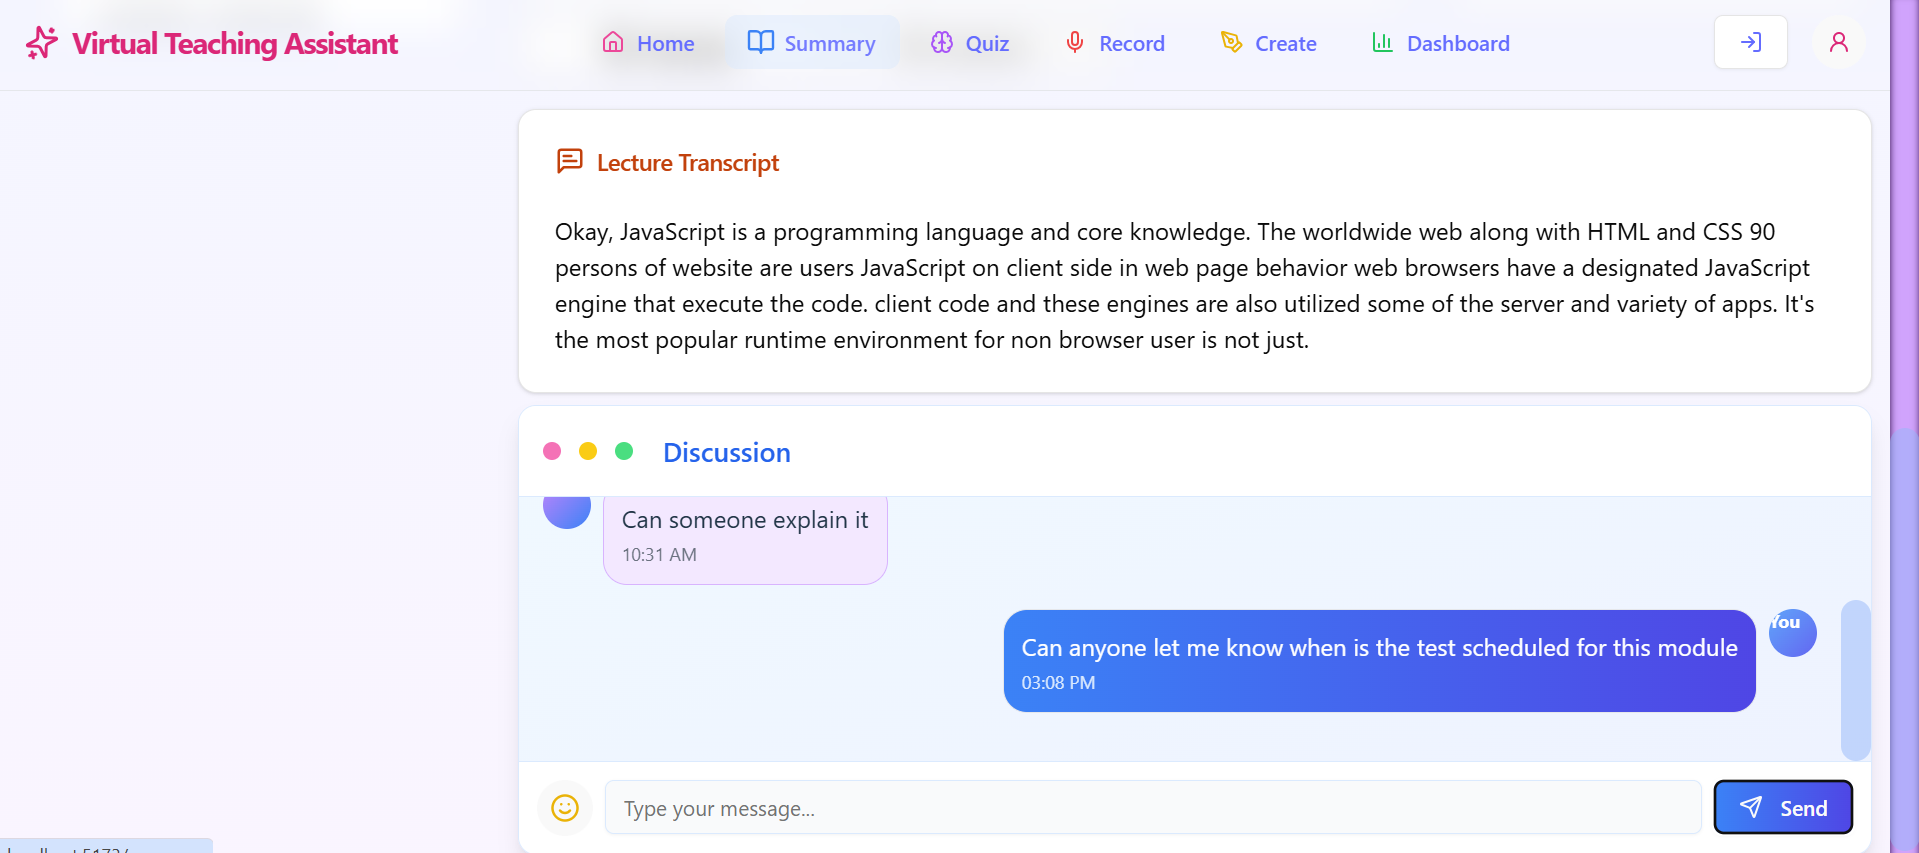 Virtual Teaching Assistant
Home
Summary
Quiz
Record
Create
Dashboard
Lecture Transcript
Okay, JavaScript is a programming language and core knowledge. The worldwide web along with HTML and CSS 90
persons of website are users JavaScript on client side in web page behavior web browsers have a designated JavaScript
engine that execute the code. client code and these engines are also utilized some of the server and variety of apps. It's
the most popular runtime environment for non browser user is not just.
Discussion
Can someone explain it
10:31 AM
Can anyone let me know when is the test scheduled for this module
03:08 PM
You
Type your message...
Send